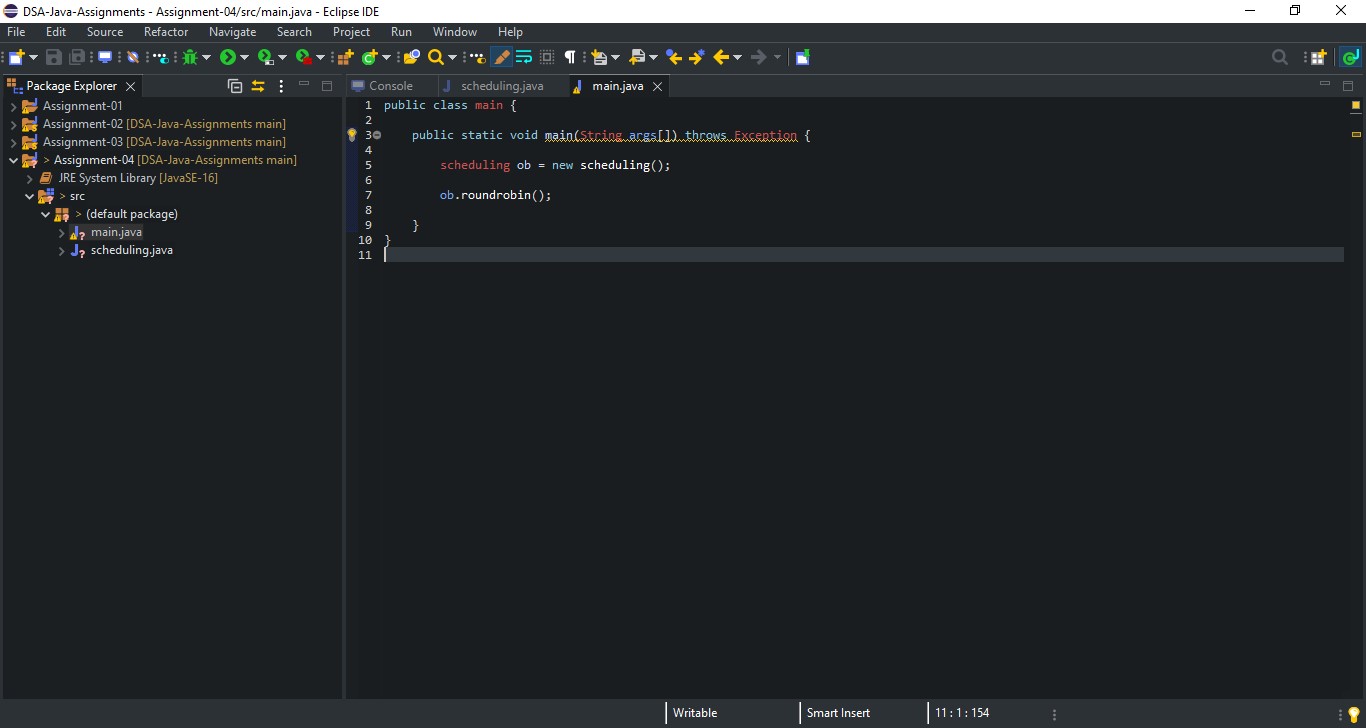 DSA-Java-Assignments - Assignment-04/src/main.java - Eclipse IDE
File Edit Source Refactor Navigate Search Project Run Window Help
Package Explorer
Assignment-01
Assignment-02 [DSA-Java-Assignments main]
Assignment-03 [DSA-Java-Assignments main]
> Assignment-04 [DSA-Java-Assignments main]
JRE System Library [JavaSE-16]
> src
> (default package)
main.java
scheduling.java
Console scheduling.java main.java
1 public class main {
2
3 public static void main(String args[]) throws Exception {
4
5 scheduling ob = new scheduling();
6
7 ob.roundrobin();
8
9 }
10 }
11
Writable Smart Insert 11 : 1 : 154